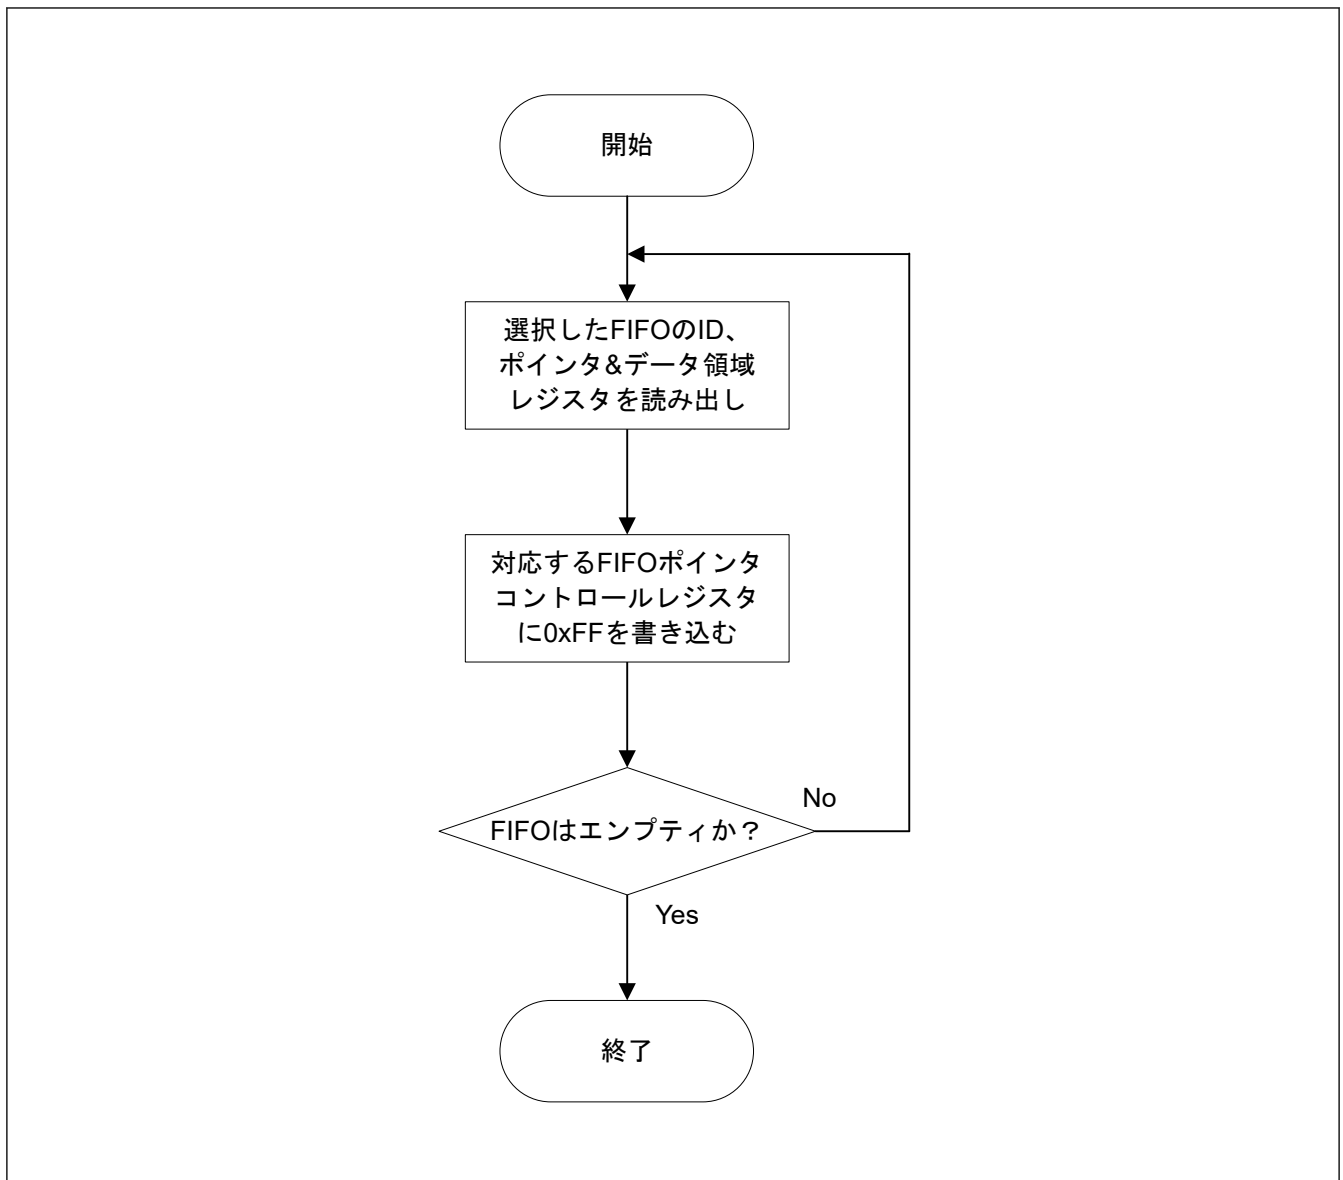 開始
選択したFIFOのID、
ポインタ&データ領域
レジスタを読み出し
対応するFIFOポインタ
コントロールレジスタ
に0xFFを書き込む
No
FIFOはエンプティか？
Yes
終了